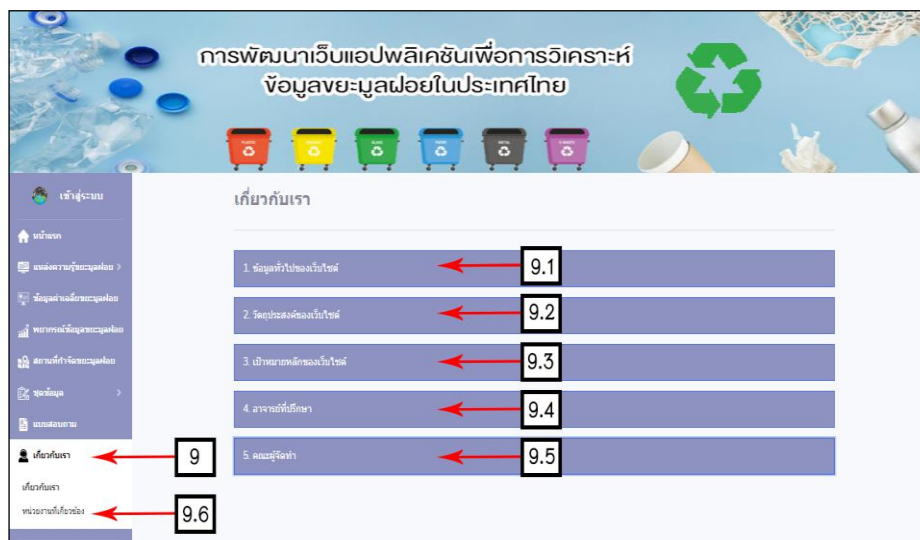 การพัฒนาเว็บแอปพลิเคชันเพื่อการวิเคราะห์
ข้อมูลขยะมูลฝอยในประเทศไทย
เข้าสู่ระบบ
หน้าแรก
แหล่งความรู้ขยะมูลฝอย
ข้อมูลค่าเฉลี่ยขยะมูลฝอย
พยากรณ์ข้อมูลขยะมูลฝอย
สถานที่กำจัดขยะมูลฝอย
ชุดข้อมูล
แบบสอบถาม
เกี่ยวกับเรา
9
เกี่ยวกับเรา
หน่วยงานที่เกี่ยวข้อง
9.6
เกี่ยวกับเรา
1. ข้อมูลทั่วไปของเว็บไซต์
9.1
2. วัตถุประสงค์ของเว็บไซต์
9.2
3. เป้าหมายหลักของเว็บไซต์
9.3
4. อาจารย์ที่ปรึกษา
9.4
5. คณะผู้จัดทำ
9.5